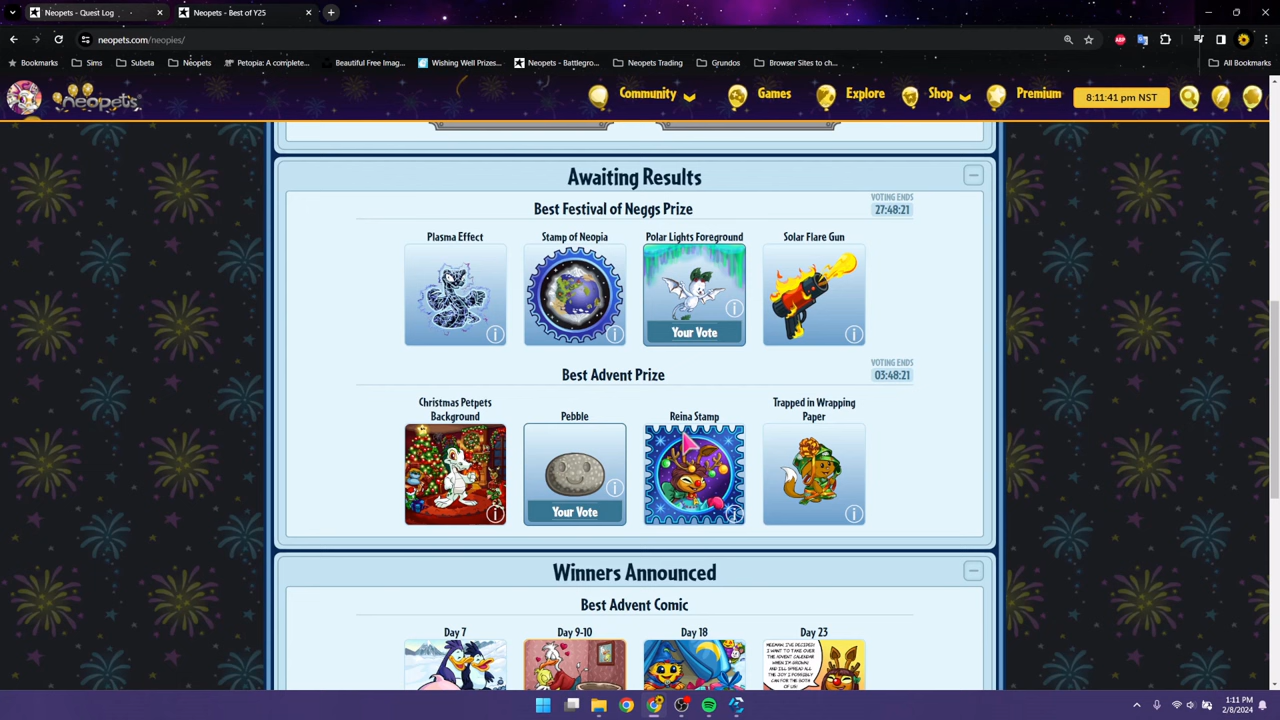 Neopets - Quest Log
Neopets - Best of Y25
neopets.com/neopies/
Bookmarks
Sims
Subeta
Neopets
Petopia: A complete...
Beautiful Free Imag...
Wishing Well Prizes...
Neopets - Battlegro...
Neopets Trading
Grundos
Browser Sites to ch...
All Bookmarks
neopets
Community
Games
Explore
Shop
Premium
8:11:41 pm NST
Awaiting Results
VOTING ENDS
27:48:21
Best Festival of Neggs Prize
Plasma Effect
Stamp of Neopia
Polar Lights Foreground
Solar Flare Gun
Your Vote
VOTING ENDS
03:48:21
Best Advent Prize
Christmas Petpets
Background
Pebble
Reina Stamp
Trapped in Wrapping
Paper
Your Vote
Winners Announced
Best Advent Comic
Day 7
Day 9-10
Day 18
Day 23
ABP
1:11 PM
2/8/2024